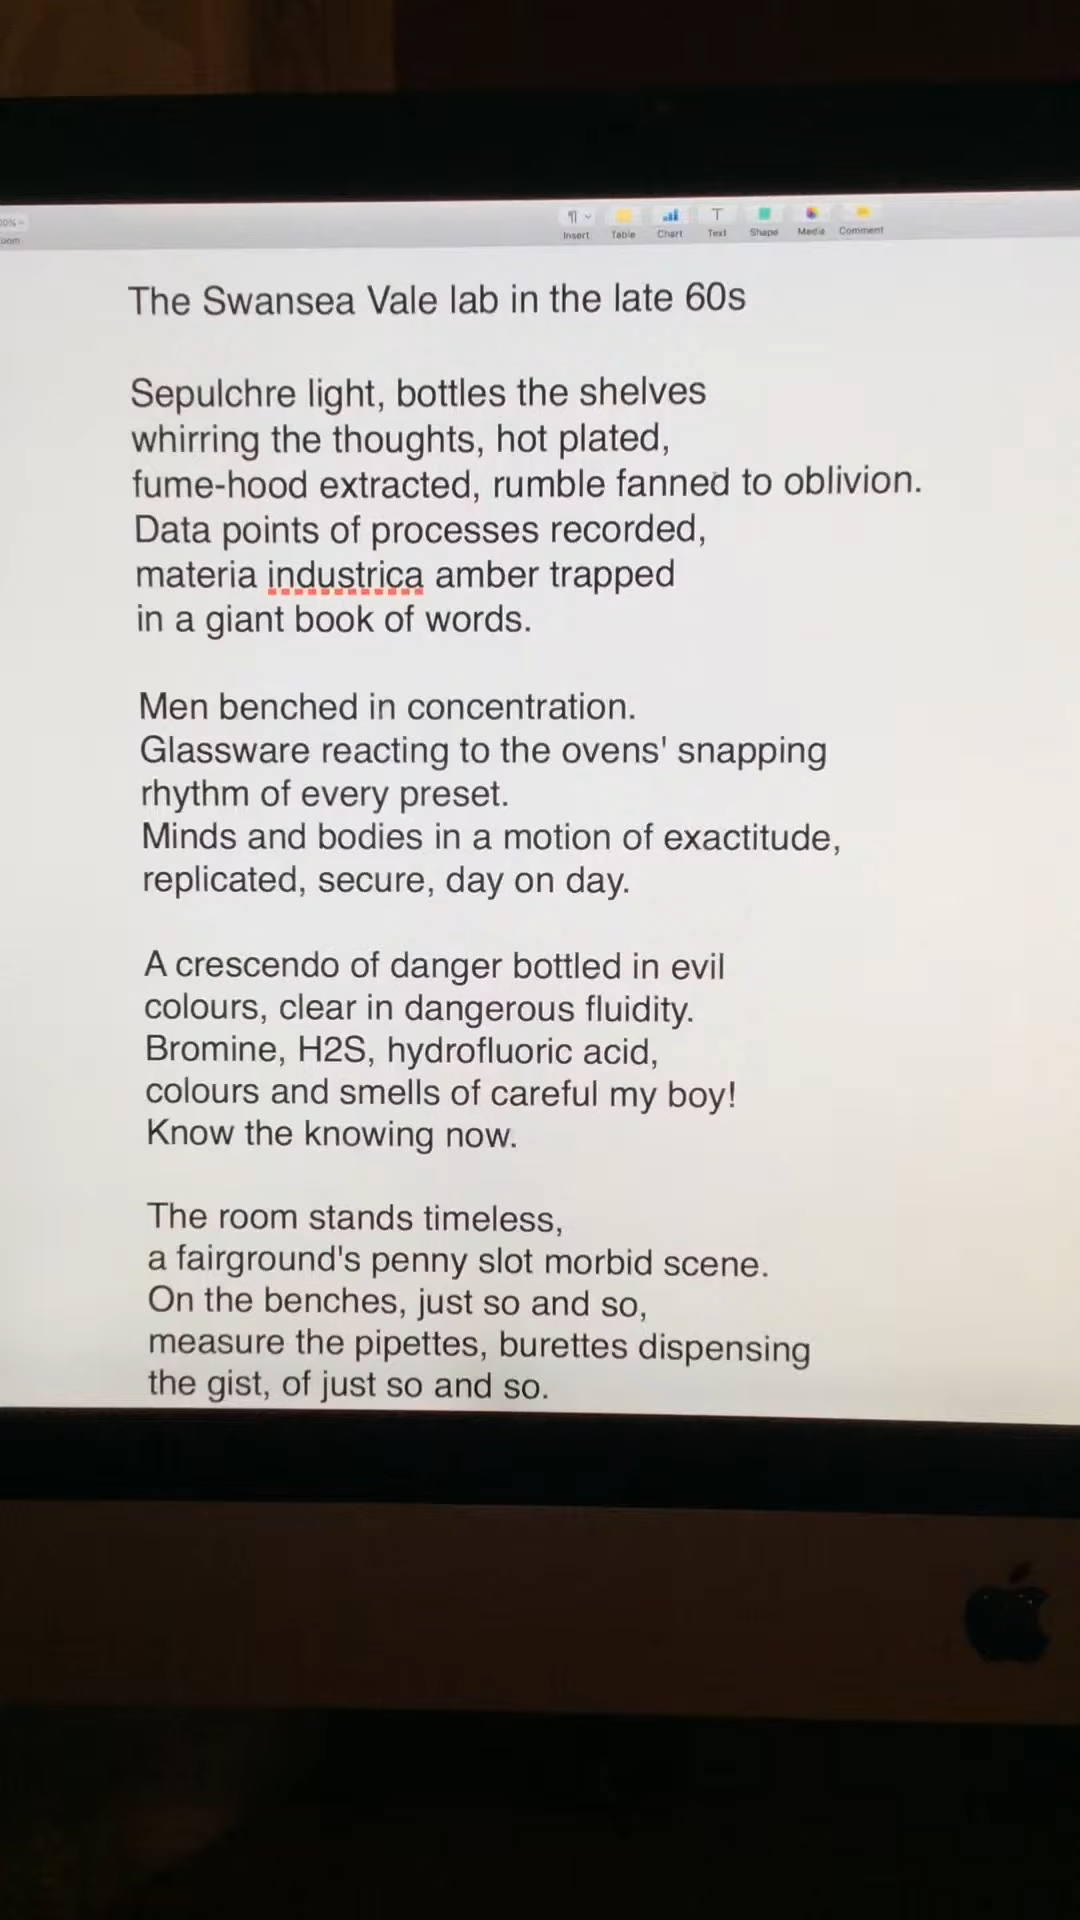 00%
oom
Insert Table Chart Text Shape Media Comment
The Swansea Vale lab in the late 60s
Sepulchre light, bottles the shelves
whirring the thoughts, hot plated,
fume-hood extracted, rumble fanned to oblivion.
Data points of processes recorded,
materia industrica amber trapped
in a giant book of words.
Men benched in concentration.
Glassware reacting to the ovens' snapping
rhythm of every preset.
Minds and bodies in a motion of exactitude,
replicated, secure, day on day.
A crescendo of danger bottled in evil
colours, clear in dangerous fluidity.
Bromine, H2S, hydrofluoric acid,
colours and smells of careful my boy!
Know the knowing now.
The room stands timeless,
a fairground's penny slot morbid scene.
On the benches, just so and so,
measure the pipettes, burettes dispensing
the gist, of just so and so.